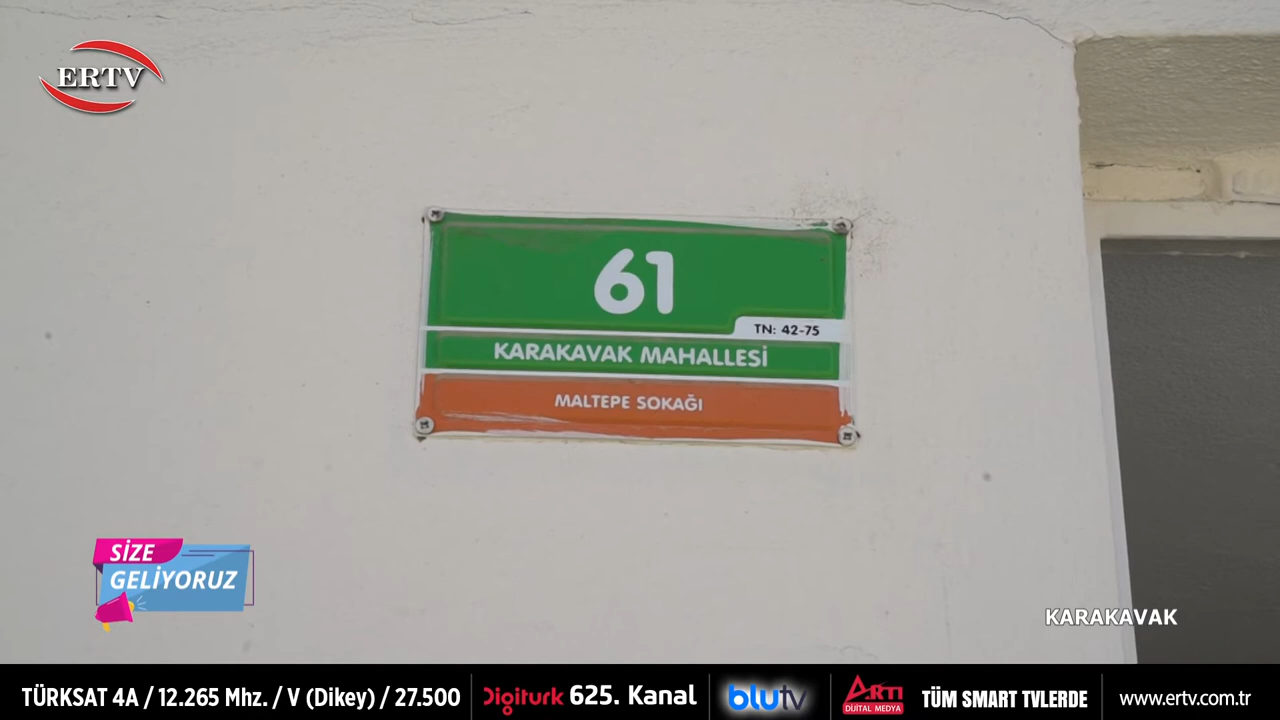 ERTV
61
TN: 42-75
KARAKAVAK MAHALLESİ
MALTEPE SOKAĞI
SİZE
GELİYORUZ
KARAKAVAK
TÜRKSAT 4A / 12.265 Mhz. / V (Dikey) / 27.500
Digiturk 625. Kanal
blutv
ARTI
DİJİTAL MEDYA
TÜM SMART TVLERDE
www.ertv.com.tr